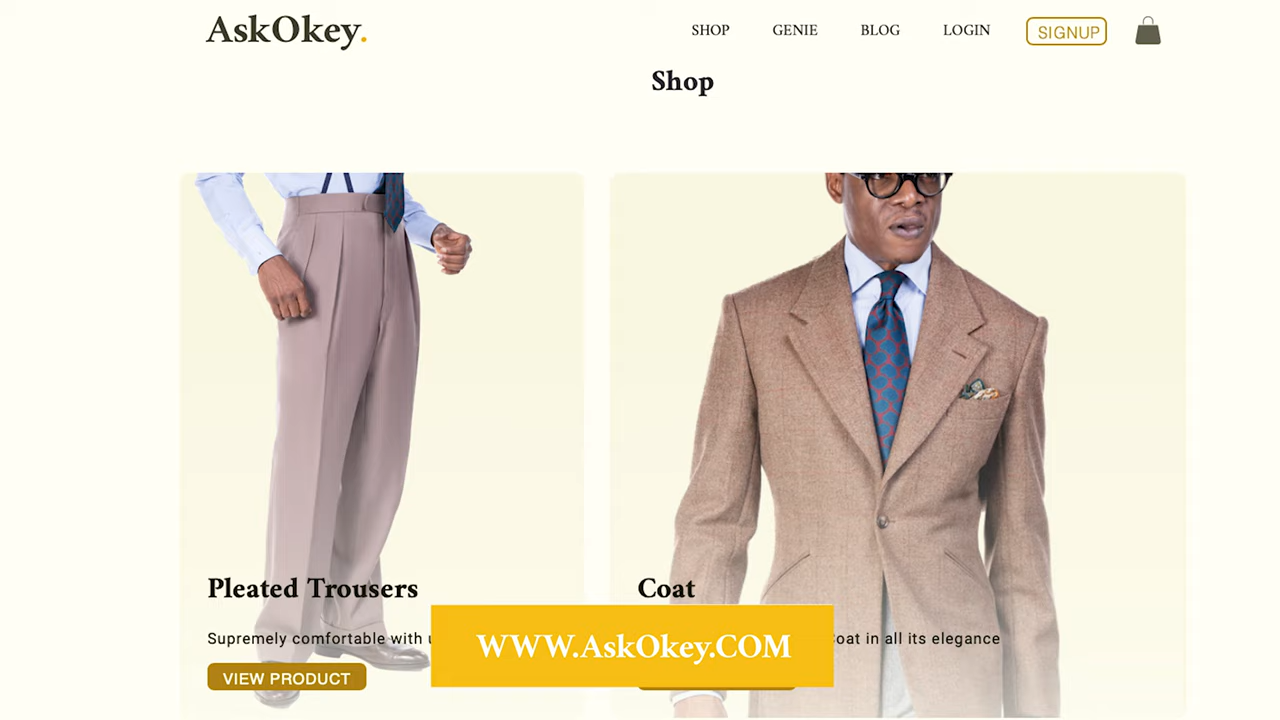 AskOkey.
SHOP GENIE BLOG LOGIN SIGNUP
Shop
Pleated Trousers
Supremely comfortable with
VIEW PRODUCT
Coat
Coat in all its elegance
WWW.AskOkey.COM